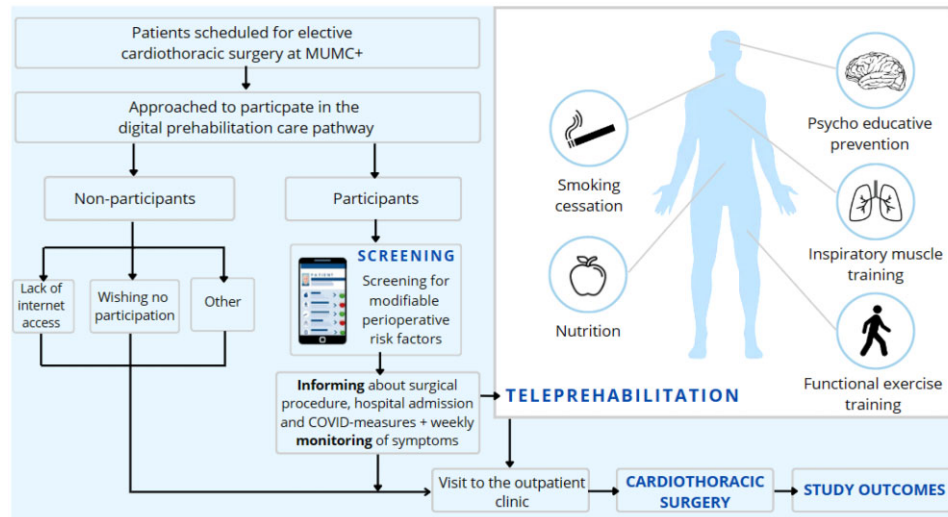 Patients scheduled for elective
cardiothoracic surgery at MUMC+
Approached to particpate in the
digital prehabilitation care pathway
Non-participants
Participants
Lack of
internet
access
Wishing no
participation
Other
SCREENING
PATIENT
Screening for
modifiable
perioperative
risk factors
Informing about surgical
procedure, hospital admission
and COVID-measures + weekly
monitoring of symptoms
Smoking
cessation
Nutrition
Psycho educative
prevention
Inspiratory muscle
training
Functional exercise
training
TELEPREHABILITATION
Visit to the outpatient
clinic
CARDIOTHORACIC
SURGERY
STUDY OUTCOMES